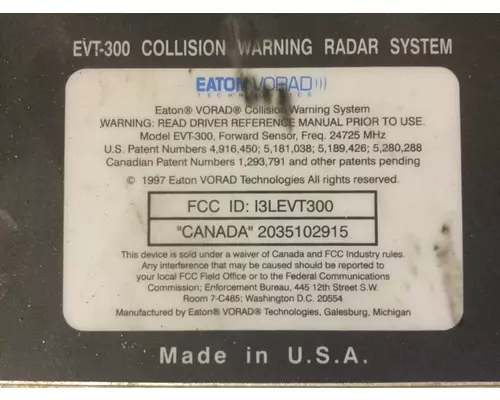 EVT-300 COLLISION WARNING RADAR SYSTEM
EATON VORAD)))
TECHNOLOGIES
Eaton® VORAD® Collision Warning System
WARNING: READ DRIVER REFERENCE MANUAL PRIOR TO USE.
Model EVT-300, Forward Sensor, Freq. 24725 MHz
U.S. Patent Numbers 4,916,450; 5,181,038; 5,189,426; 5,280,288
Canadian Patent Numbers 1,293,791 and other patents pending
© 1997 Eaton VORAD Technologies All rights reserved.
FCC ID: I3LEVT300
"CANADA" 2035102915
This device is sold under a waiver of Canada and FCC Industry rules.
Any interference that may be caused should be reported to
your local FCC Field Office or to the Federal Communications
Commission; Enforcement Bureau, 445 12th Street S.W.
Room 7-C485; Washington D.C. 20554
Manufactured by Eaton® VORAD® Technologies, Galesburg, Michigan
Made in U.S.A.